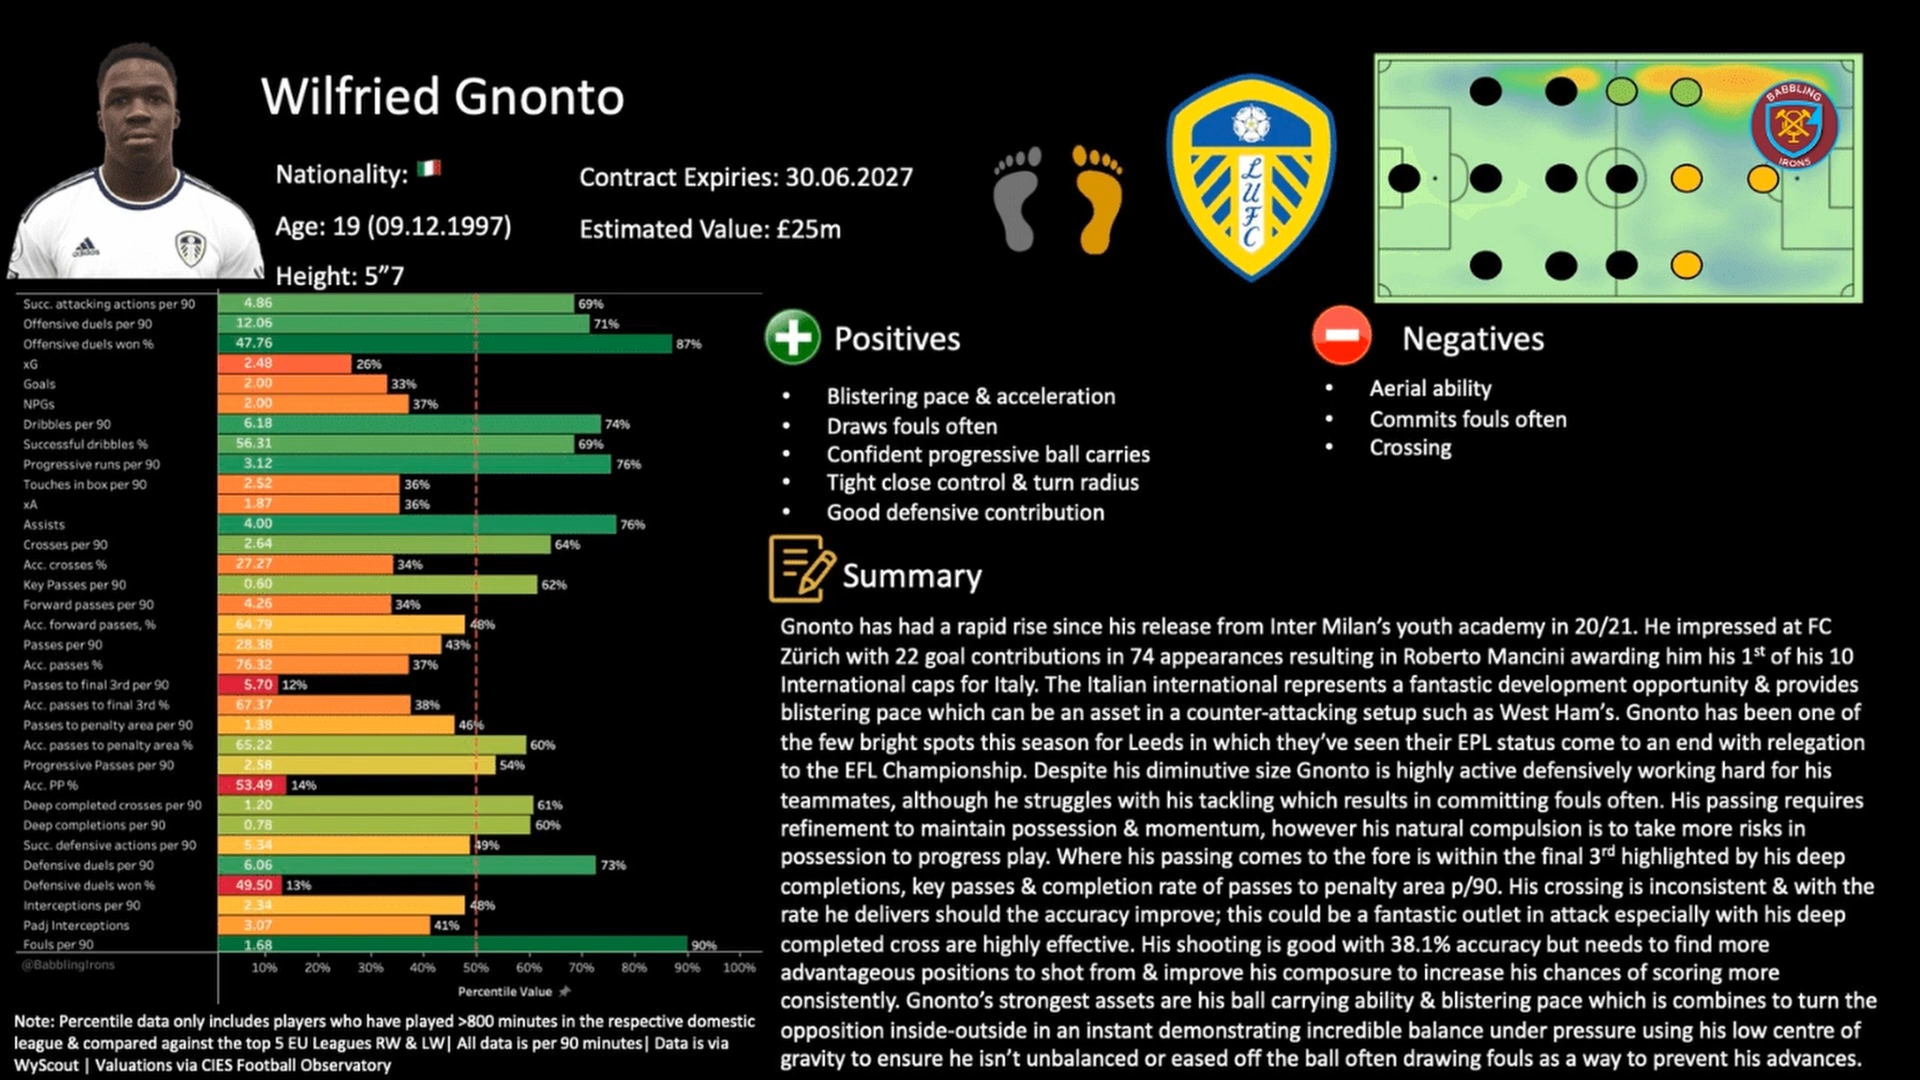 Wilfried Gnonto
Nationality:
Age: 19 (09.12.1997)
Height: 5”7
Contract Expiries: 30.06.2027
Estimated Value: £25m
LUFC
BABBLING
IRONS
adidas
Succ. attacking actions per 90 4.86 69%
Offensive duels per 90 12.06 71%
Offensive duels won % 47.76 87%
xG 2.48 26%
Goals 2.00 33%
NPGs 2.00 37%
Dribbles per 90 6.18 74%
Successful dribbles % 56.31 69%
Progressive runs per 90 3.12 76%
Touches in box per 90 2.52 36%
xA 1.87 36%
Assists 4.00 76%
Crosses per 90 2.64 64%
Acc. crosses % 27.27 34%
Key Passes per 90 0.60 62%
Forward passes per 90 4.26 34%
Acc. forward passes, % 64.79 48%
Passes per 90 28.38 43%
Acc. passes % 76.32 37%
Passes to final 3rd per 90 5.70 12%
Acc. passes to final 3rd % 67.37 38%
Passes to penalty area per 90 1.38 46%
Acc. passes to penalty area % 65.22 60%
Progressive Passes per 90 2.58 54%
Acc. PP % 53.49 14%
Deep completed crosses per 90 1.20 61%
Deep completions per 90 0.78 60%
Succ. defensive actions per 90 5.34 49%
Defensive duels per 90 6.06 73%
Defensive duels won % 49.50 13%
Interceptions per 90 2.34 48%
Padj Interceptions 3.07 41%
Fouls per 90 1.68 90%
@BabblingIrons
10% 20% 30% 40% 50% 60% 70% 80% 90% 100%
Percentile Value
Note: Percentile data only includes players who have played >800 minutes in the respective domestic
league & compared against the top 5 EU Leagues RW & LW| All data is per 90 minutes| Data is via
WyScout | Valuations via CIES Football Observatory
Positives
• Blistering pace & acceleration
• Draws fouls often
• Confident progressive ball carries
• Tight close control & turn radius
• Good defensive contribution
Negatives
• Aerial ability
• Commits fouls often
• Crossing
Summary
Gnonto has had a rapid rise since his release from Inter Milan’s youth academy in 20/21. He impressed at FC
Zürich with 22 goal contributions in 74 appearances resulting in Roberto Mancini awarding him his 1st of his 10
International caps for Italy. The Italian international represents a fantastic development opportunity & provides
blistering pace which can be an asset in a counter-attacking setup such as West Ham’s. Gnonto has been one of
the few bright spots this season for Leeds in which they’ve seen their EPL status come to an end with relegation
to the EFL Championship. Despite his diminutive size Gnonto is highly active defensively working hard for his
teammates, although he struggles with his tackling which results in committing fouls often. His passing requires
refinement to maintain possession & momentum, however his natural compulsion is to take more risks in
possession to progress play. Where his passing comes to the fore is within the final 3rd highlighted by his deep
completions, key passes & completion rate of passes to penalty area p/90. His crossing is inconsistent & with the
rate he delivers should the accuracy improve; this could be a fantastic outlet in attack especially with his deep
completed cross are highly effective. His shooting is good with 38.1% accuracy but needs to find more
advantageous positions to shot from & improve his composure to increase his chances of scoring more
consistently. Gnonto’s strongest assets are his ball carrying ability & blistering pace which is combines to turn the
opposition inside-outside in an instant demonstrating incredible balance under pressure using his low centre of
gravity to ensure he isn’t unbalanced or eased off the ball often drawing fouls as a way to prevent his advances.